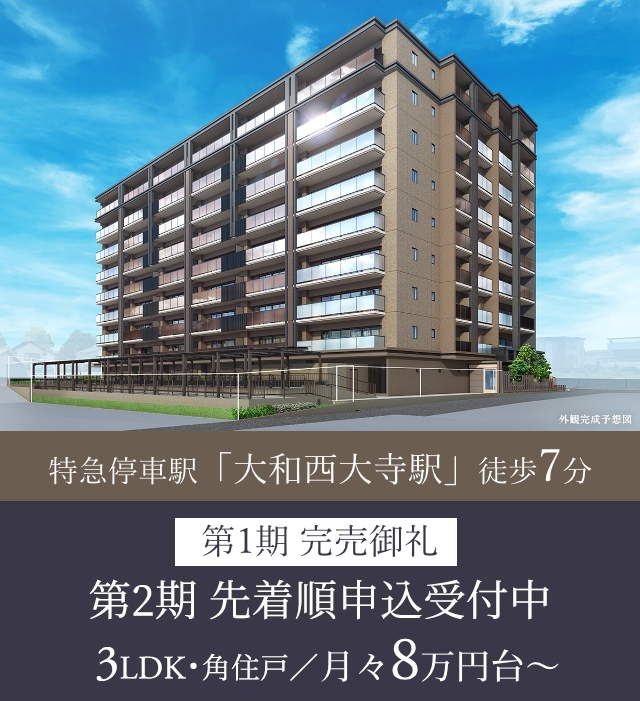 外観完成予想図
特急停車駅「大和西大寺駅」徒歩7分
第1期 完売御礼
第2期 先着順申込受付中
3LDK・角住戸／月々8万円台～